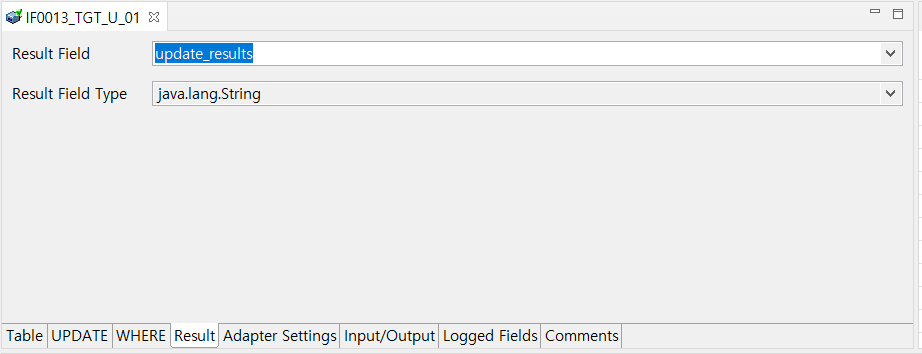 IF0013_TGT_U_01
Result Field update_results
Result Field Type java.lang.String
Table UPDATE WHERE Result Adapter Settings Input/Output Logged Fields Comments